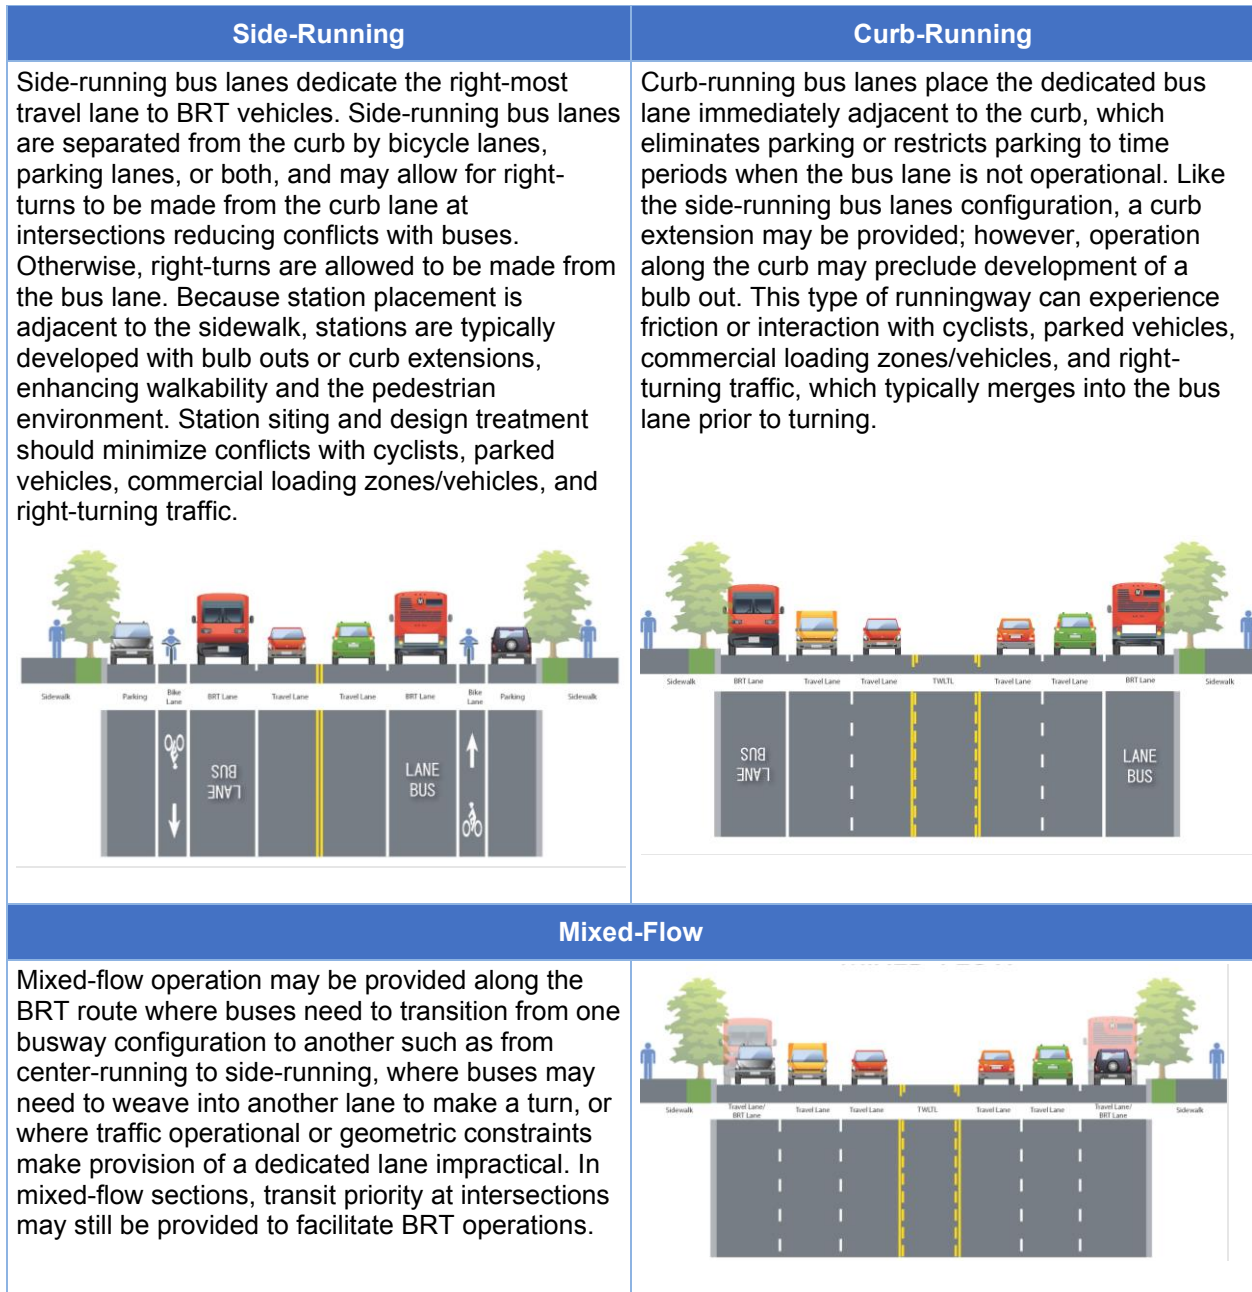 Side-Running
Side-running bus lanes dedicate the right-most
travel lane to BRT vehicles. Side-running bus lanes
are separated from the curb by bicycle lanes,
parking lanes, or both, and may allow for right-
turns to be made from the curb lane at
intersections reducing conflicts with buses.
Otherwise, right-turns are allowed to be made from
the bus lane. Because station placement is
adjacent to the sidewalk, stations are typically
developed with bulb outs or curb extensions,
enhancing walkability and the pedestrian
environment. Station siting and design treatment
should minimize conflicts with cyclists, parked
vehicles, commercial loading zones/vehicles, and
right-turning traffic.
Sidewalk Parking Bike Lane BRT Lane Travel Lane Travel Lane BRT Lane Bike Lane Parking Sidewalk
BUS
LANE
LANE
BUS
Curb-Running
Curb-running bus lanes place the dedicated bus
lane immediately adjacent to the curb, which
eliminates parking or restricts parking to time
periods when the bus lane is not operational. Like
the side-running bus lanes configuration, a curb
extension may be provided; however, operation
along the curb may preclude development of a
bulb out. This type of runningway can experience
friction or interaction with cyclists, parked vehicles,
commercial loading zones/vehicles, and right-
turning traffic, which typically merges into the bus
lane prior to turning.
Sidewalk BRT Lane Travel Lane Travel Lane TWLTL Travel Lane Travel Lane BRT Lane Sidewalk
BUS
LANE
LANE
BUS
Mixed-Flow
Mixed-flow operation may be provided along the
BRT route where buses need to transition from one
busway configuration to another such as from
center-running to side-running, where buses may
need to weave into another lane to make a turn, or
where traffic operational or geometric constraints
make provision of a dedicated lane impractical. In
mixed-flow sections, transit priority at intersections
may still be provided to facilitate BRT operations.
Sidewalk Travel Lane/ BRT Lane Travel Lane Travel Lane TWLTL Travel Lane Travel Lane Travel Lane/ BRT Lane Sidewalk